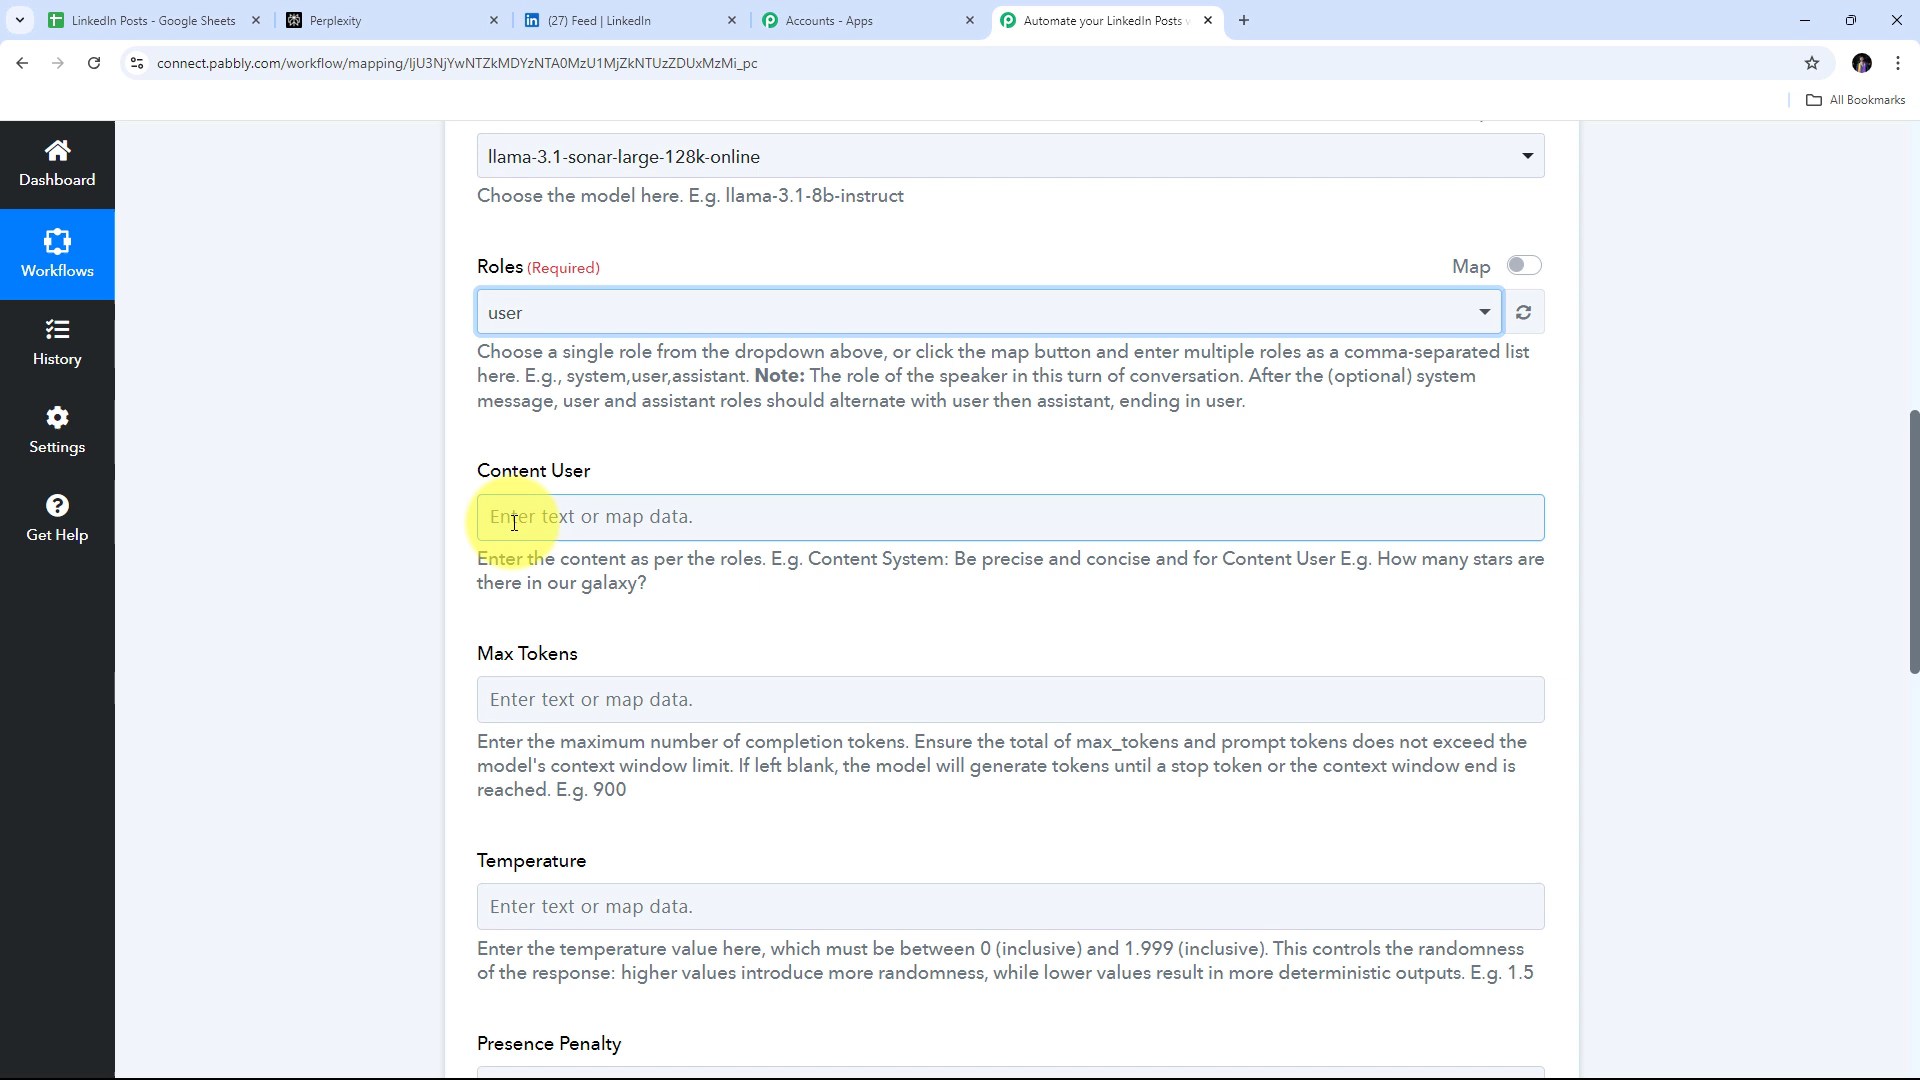 LinkedIn Posts - Google Sheets
Perplexity
(27) Feed | LinkedIn
Accounts - Apps
Automate your LinkedIn Posts
connect.pabbly.com/workflow/mapping/IjU3NjYwNTZkMDYzNTA0MzU1MjZkNTUzZDUxMzMi_pc
All Bookmarks
Dashboard
Workflows
History
Settings
Get Help
llama-3.1-sonar-large-128k-online
Choose the model here. E.g. llama-3.1-8b-instruct
Roles (Required)
Map
user
Choose a single role from the dropdown above, or click the map button and enter multiple roles as a comma-separated list
here. E.g., system,user,assistant. Note: The role of the speaker in this turn of conversation. After the (optional) system
message, user and assistant roles should alternate with user then assistant, ending in user.
Content User
Enter text or map data.
Enter the content as per the roles. E.g. Content System: Be precise and concise and for Content User E.g. How many stars are
there in our galaxy?
Max Tokens
Enter text or map data.
Enter the maximum number of completion tokens. Ensure the total of max_tokens and prompt tokens does not exceed the
model's context window limit. If left blank, the model will generate tokens until a stop token or the context window end is
reached. E.g. 900
Temperature
Enter text or map data.
Enter the temperature value here, which must be between 0 (inclusive) and 1.999 (inclusive). This controls the randomness
of the response: higher values introduce more randomness, while lower values result in more deterministic outputs. E.g. 1.5
Presence Penalty